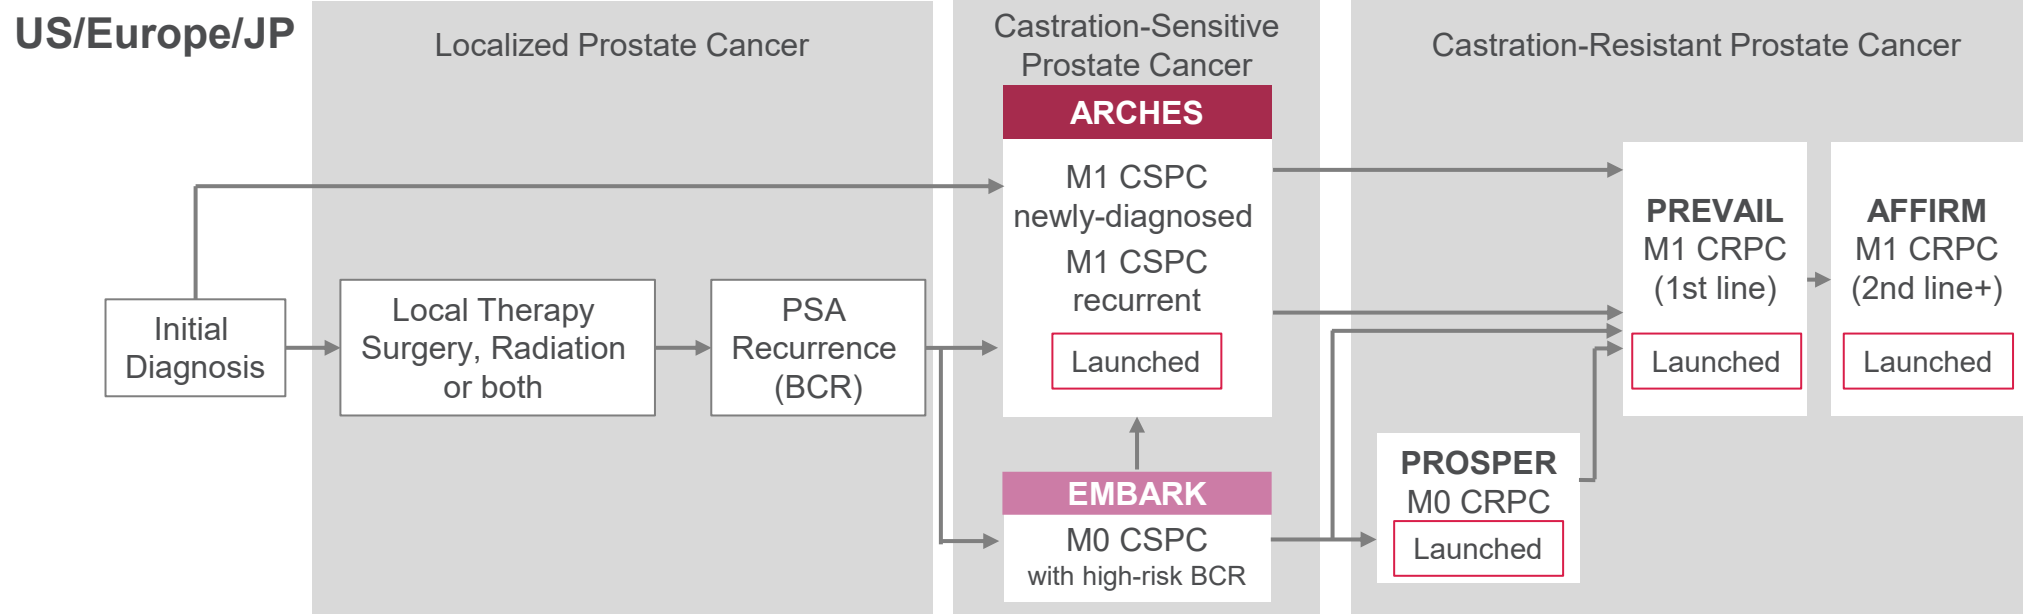 US/Europe/JP
Localized Prostate Cancer
Castration-Sensitive
Prostate Cancer
Castration-Resistant Prostate Cancer
Initial
Diagnosis
Local Therapy
Surgery, Radiation
or both
PSA
Recurrence
(BCR)
ARCHES
M1 CSPC
newly-diagnosed
M1 CSPC
recurrent
Launched
EMBARK
M0 CSPC
with high-risk BCR
PROSPER
M0 CRPC
Launched
PREVAIL
M1 CRPC
(1st line)
Launched
AFFIRM
M1 CRPC
(2nd line+)
Launched